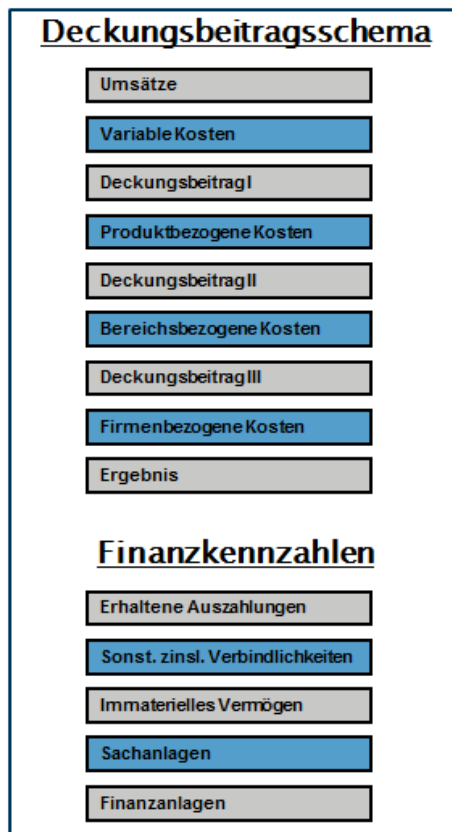 Deckungsbeitragsschema
Umsätze
Variable Kosten
Deckungsbeitrag I
Produktbezogene Kosten
Deckungsbeitrag II
Bereichsbezogene Kosten
Deckungsbeitrag III
Firmenbezogene Kosten
Ergebnis
Finanzkennzahlen
Erhaltene Auszahlungen
Sonst. zinsl. Verbindlichkeiten
Immaterielles Vermögen
Sachanlagen
Finanzanlagen